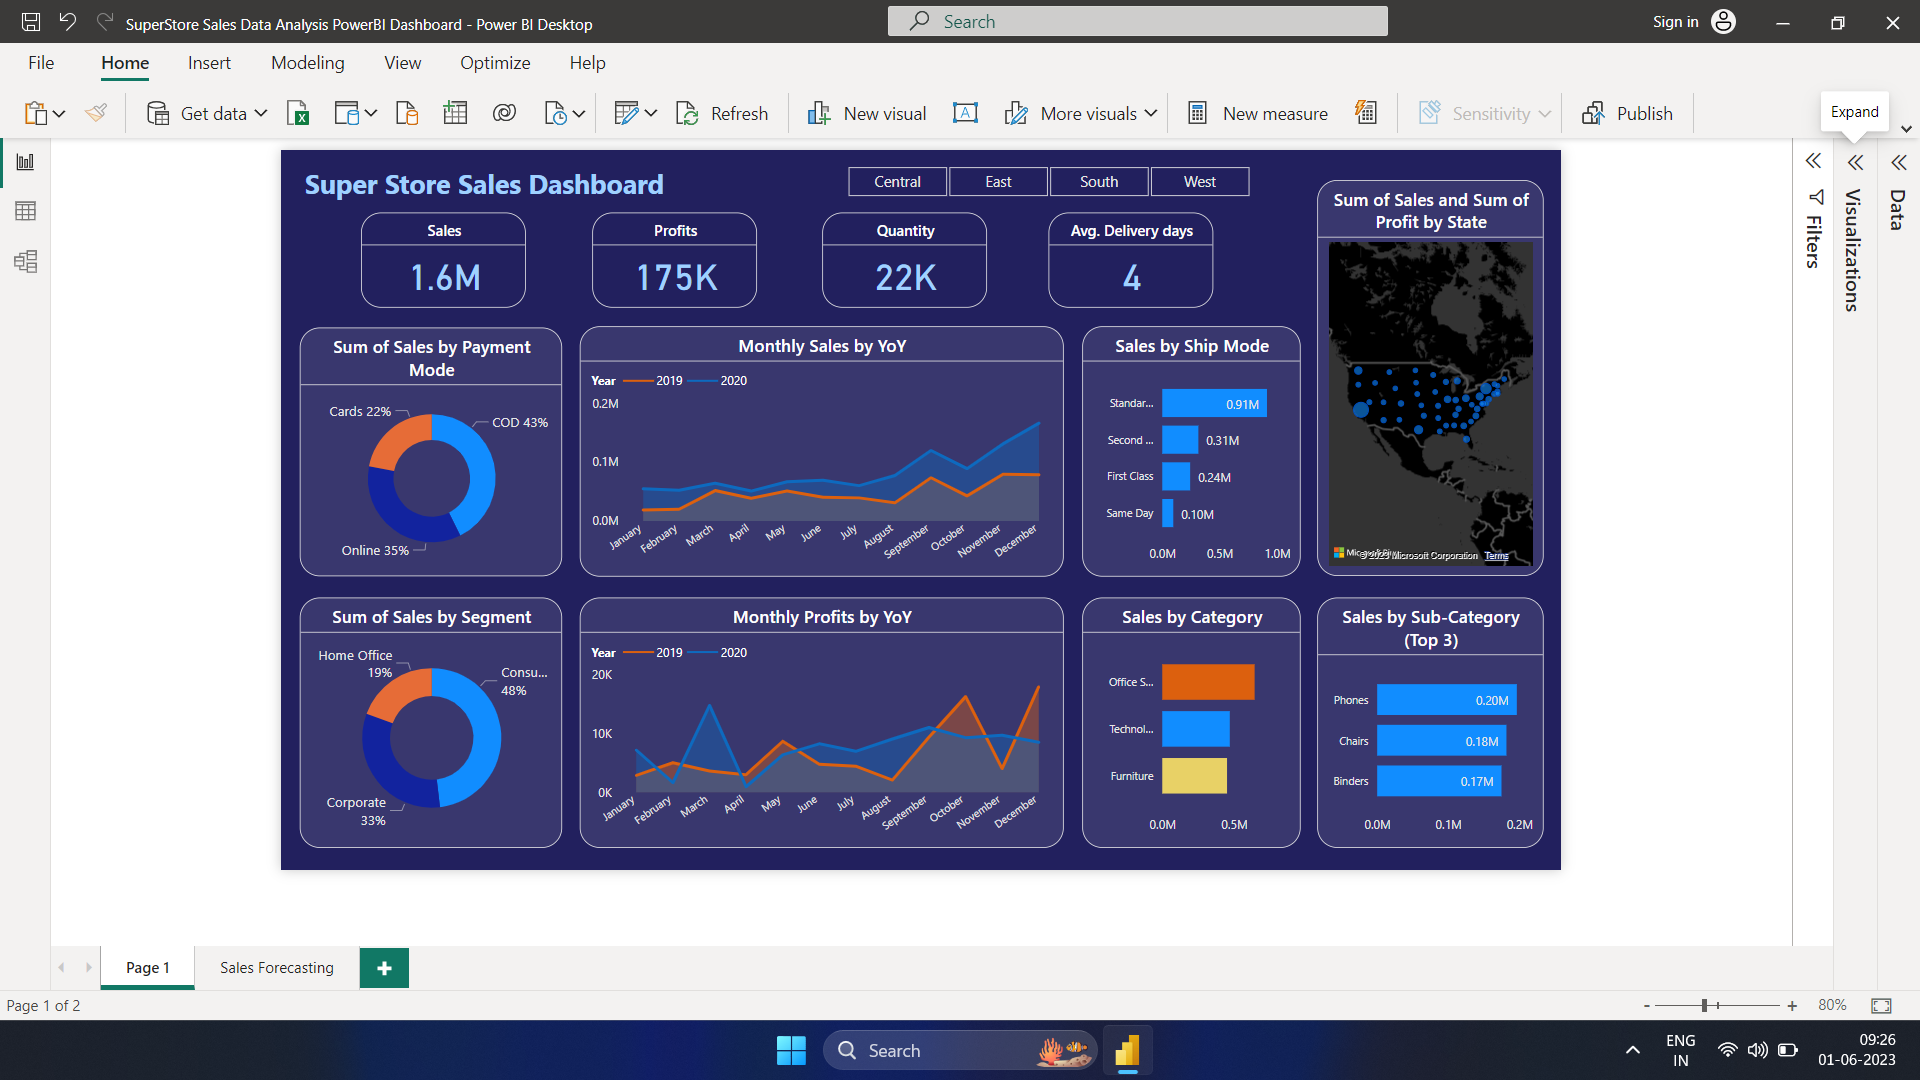 SuperStore Sales Data Analysis PowerBI Dashboard - Power BI Desktop
Search
Sign in
File
Home
Insert
Modeling
View
Optimize
Help
Get data
Refresh
New visual
More visuals
New measure
Sensitivity
Publish
Expand
Super Store Sales Dashboard
Central
East
South
West
Sales
1.6M
Profits
175K
Quantity
22K
Avg. Delivery days
4
Sum of Sales and Sum of
Profit by State
© 2023 Microsoft Corporation
Terms
Filters
Visualizations
Data
Sum of Sales by Payment
Mode
Cards 22%
COD 43%
Online 35%
Monthly Sales by YoY
Year
2019
2020
0.2M
0.1M
0.0M
January
February
March
April
May
June
July
August
September
October
November
December
Sales by Ship Mode
Standar...
0.91M
Second ...
0.31M
First Class
0.24M
Same Day
0.10M
0.0M
0.5M
1.0M
Sum of Sales by Segment
Home Office
19%
Consu...
48%
Corporate
33%
Monthly Profits by YoY
Year
2019
2020
20K
10K
0K
January
February
March
April
May
June
July
August
September
October
November
December
Sales by Category
Office S...
Technol...
Furniture
0.0M
0.5M
Sales by Sub-Category
(Top 3)
Phones
0.20M
Chairs
0.18M
Binders
0.17M
0.0M
0.1M
0.2M
Page 1
Sales Forecasting
Page 1 of 2
80%
Search
ENG
IN
09:26
01-06-2023